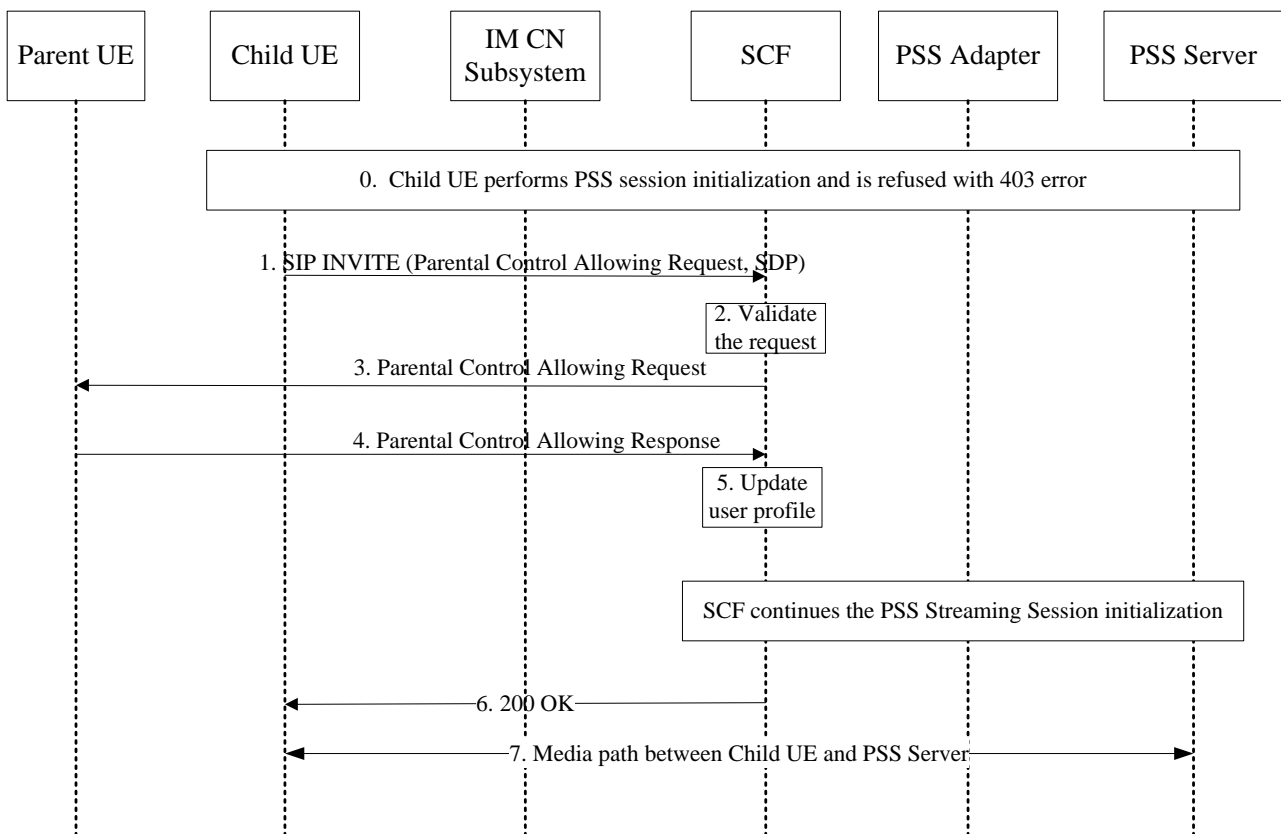 Parent UE
Child UE
IM CN
Subsystem
SCF
PSS Adapter
PSS Server
0. Child UE performs PSS session initialization and is refused with 403 error
1. SIP INVITE (Parental Control Allowing Request, SDP)
2. Validate
the request
3. Parental Control Allowing Request
4. Parental Control Allowing Response
5. Update
user profile
SCF continues the PSS Streaming Session initialization
6. 200 OK
7. Media path between Child UE and PSS Server